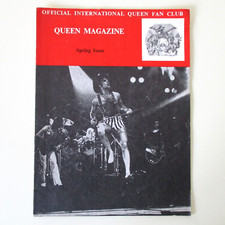 OFFICIAL INTERNATIONAL QUEEN FAN CLUB
QUEEN MAGAZINE
Spring Issue